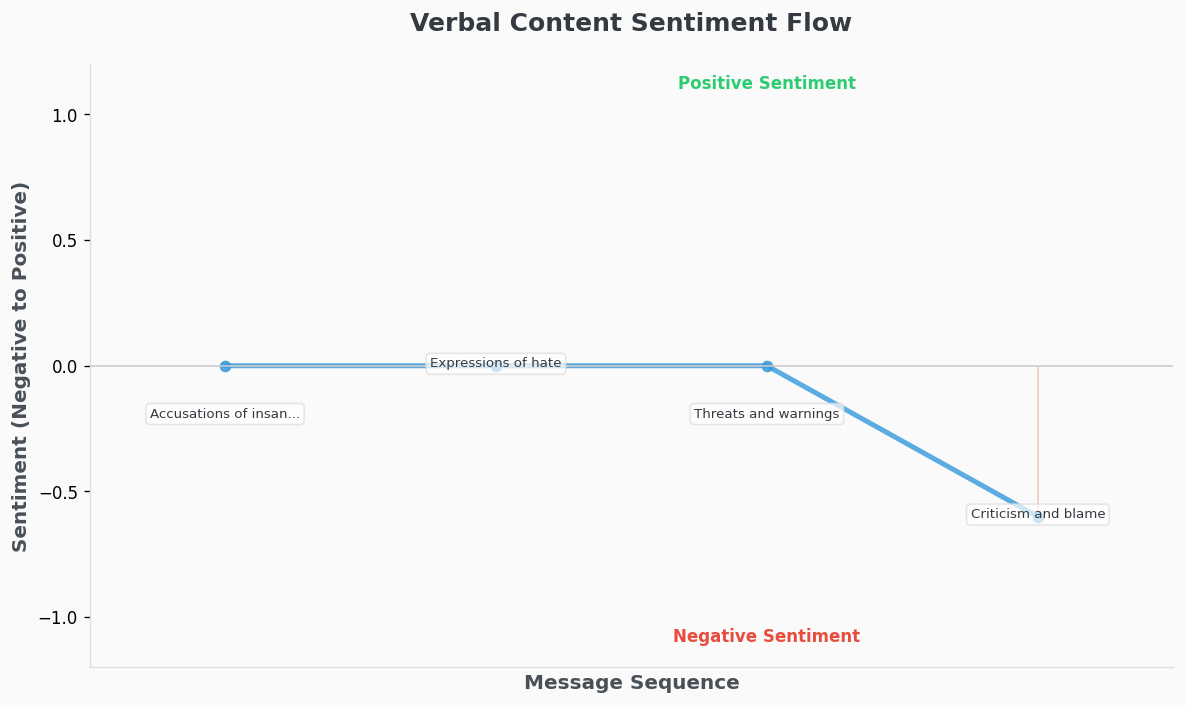 Verbal Content Sentiment Flow
Positive Sentiment
1.0
0.5
0.0
−0.5
−1.0
Sentiment (Negative to Positive)
Expressions of hate
Accusations of insan...
Threats and warnings
Criticism and blame
Negative Sentiment
Message Sequence